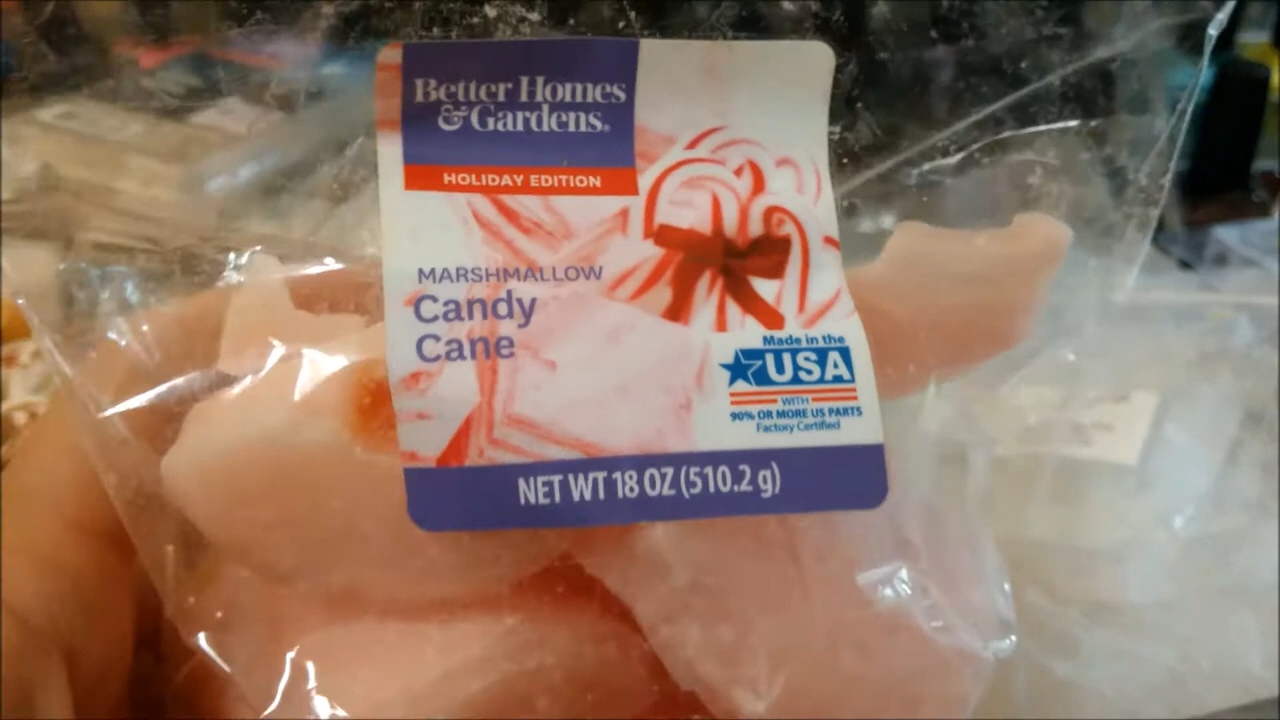 Better Homes
& Gardens®
HOLIDAY EDITION
MARSHMALLOW
Candy
Cane
Made in the
USA
WITH
90% OR MORE US PARTS
Factory Certified
NET WT 18 OZ (510.2 g)